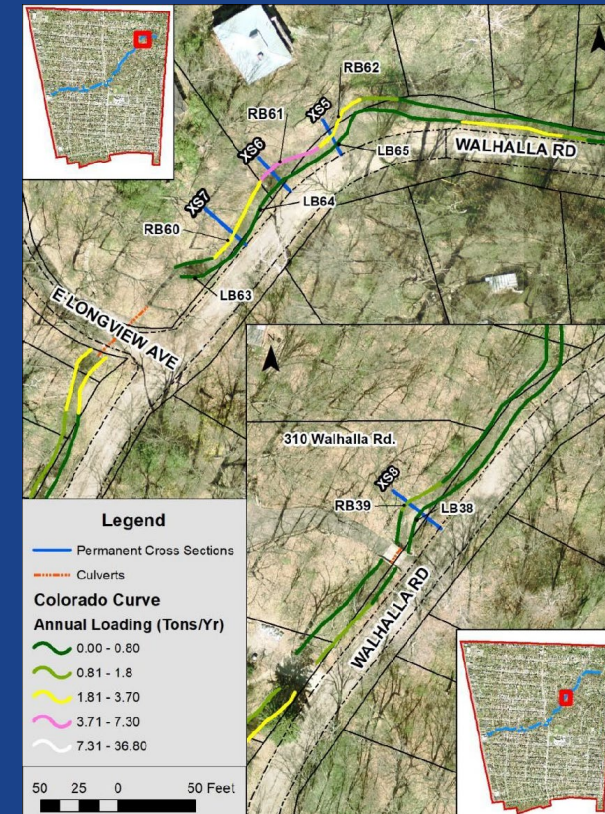 RB62
RB61
XS5
XS6
LB65
WALHALLA RD
XS7
LB64
RB60
LB63
E LONGVIEW AVE
310 Walhalla Rd.
XS8
RB39
LB38
WALHALLA RD
Legend
Permanent Cross Sections
Culverts
Colorado Curve
Annual Loading (Tons/Yr)
0.00 - 0.80
0.81 - 1.8
1.81 - 3.70
3.71 - 7.30
7.31 - 36.80
50 25 0 50 Feet